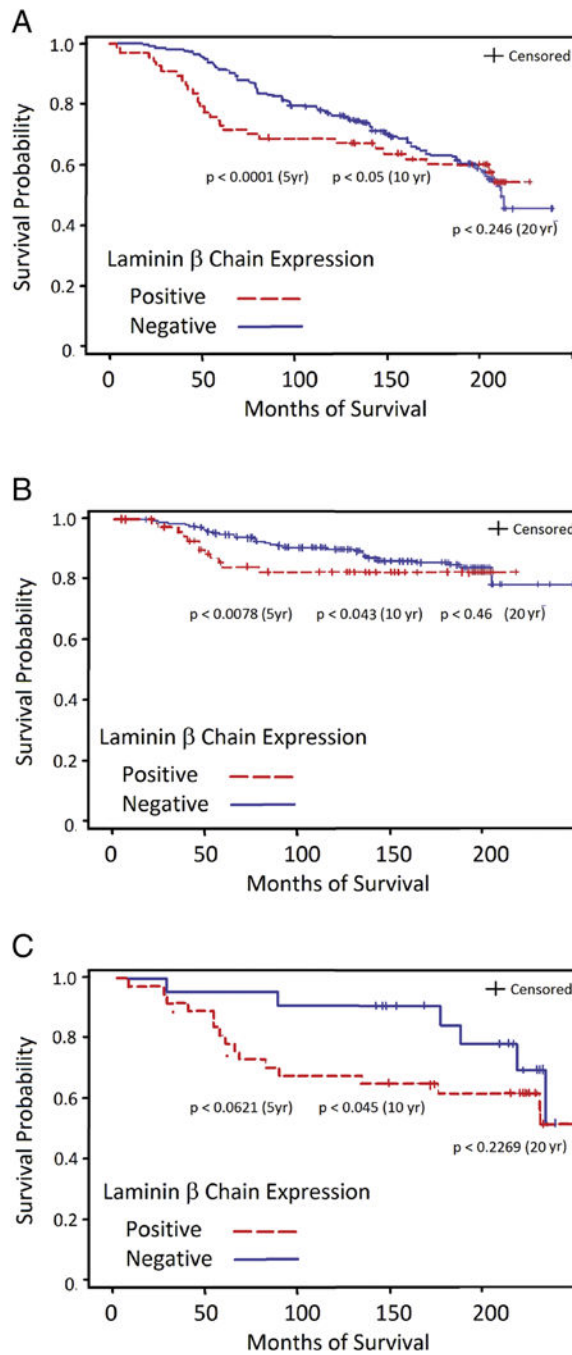 A
Survival Probability
1.0
0.8
0.6
0.4
0.2
0.
Censored
p < 0.0001 (5yr)
p < 0.05 (10 yr)
p < 0.246 (20 yr)
Laminin β Chain Expression
Positive
Negative
0
50
100
150
200
Months of Survival
B
Survival Probability
1.0
0.8
0.6
0.4
0.2
0.
Censored
p < 0.0078 (5yr)
p < 0.043 (10 yr)
p < 0.46 (20 yr)
Laminin β Chain Expression
Positive
Negative
0
50
100
150
200
Months of Survival
C
Survival Probability
1.0
0.8
0.6
0.4
0.2
0.
Censored
p < 0.0621 (5yr)
p < 0.045 (10 yr)
p < 0.2269 (20 yr)
Laminin β Chain Expression
Positive
Negative
0
50
100
150
200
250
Months of Survival